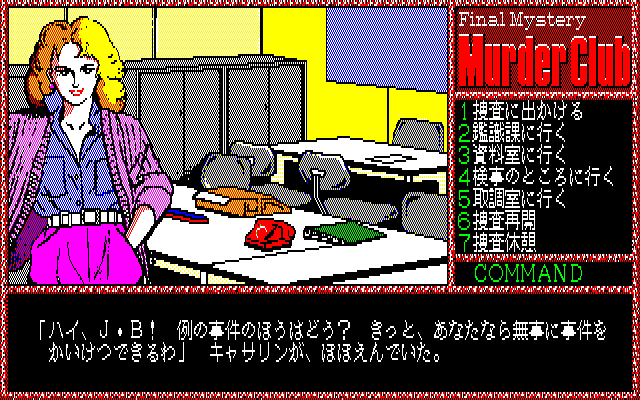 Final Mystery
Murder Club
1 捜査に出かける
2 鑑識課に行く
3 資料室に行く
4 検事のところに行く
5 取調室に行く
6 捜査再開
7 捜査休題
COMMAND
「ハイ、J・B！ 例の事件のほうはどう？ きっと、あなたなら無事に事件を
かいけつできるわ」 キャサリンが、ほほえんでいた。